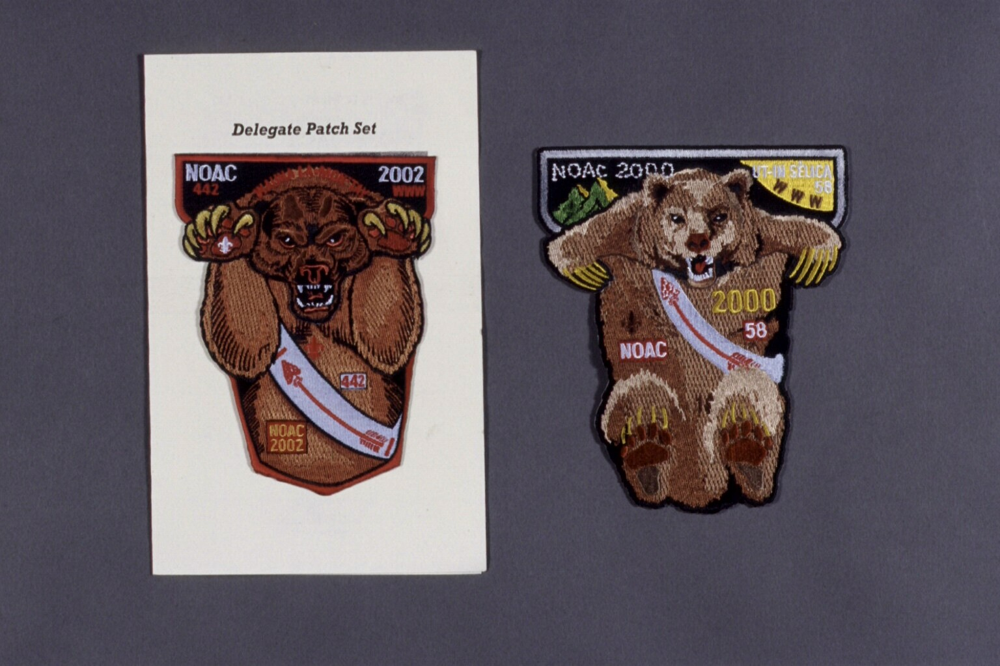 Delegate Patch Set
NOAC
2002
442
WWW
442
NOAC
2002
NOAC 2000
UT-IN SELICA
58
W W W
2000
58
NOAC